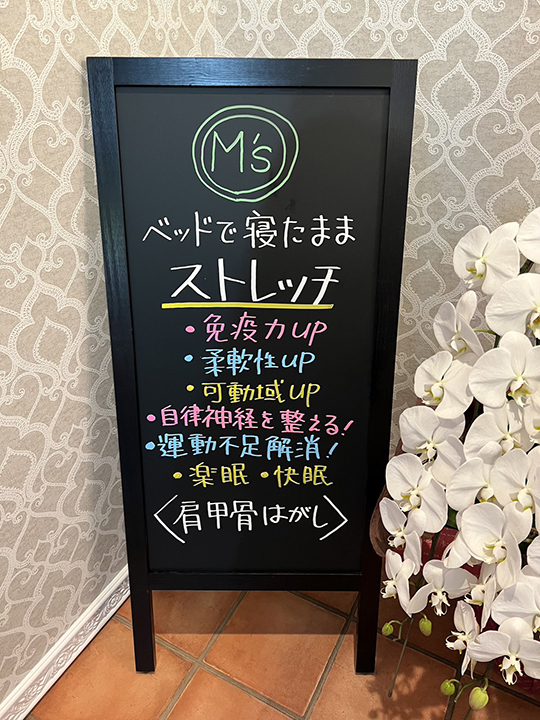 M's
ベッドで寝たまま
ストレッチ
・免疫力UP
・柔軟性UP
・可動域UP
・自律神経を整える!
・運動不足解消!
・楽眠 ・快眠
〈肩甲骨はがし〉